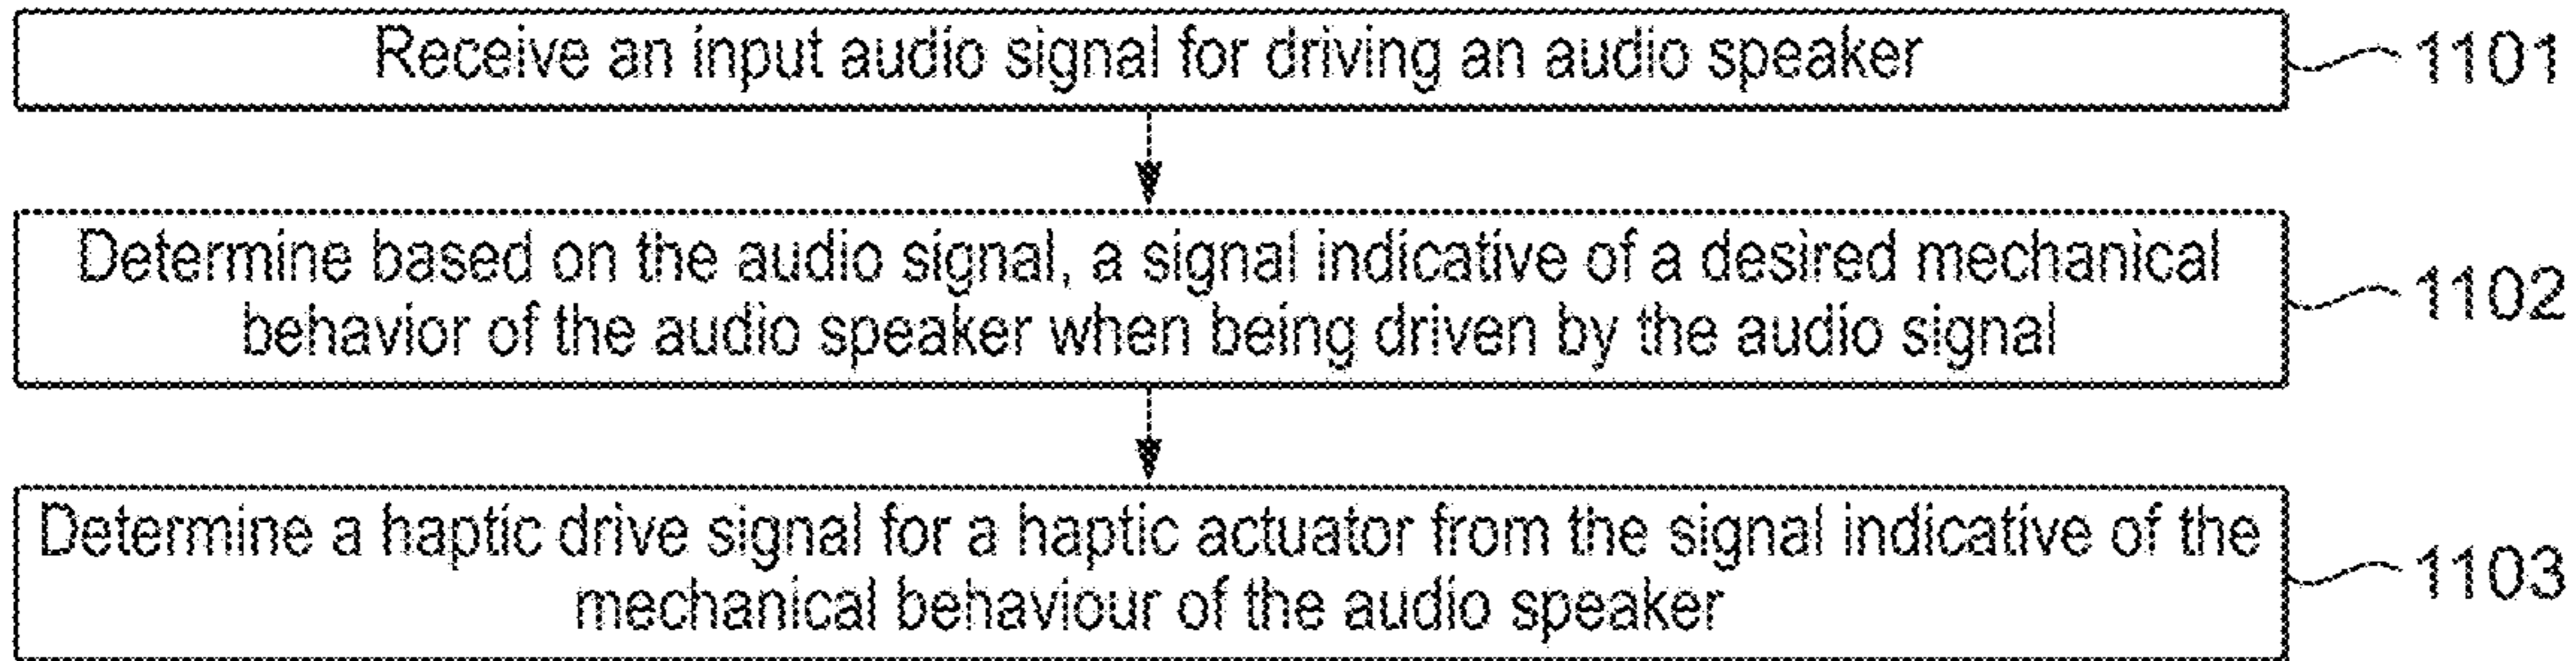 Receive an input audio signal for driving an audio speaker
1101
Determine based on the audio signal, a signal indicative of a desired mechanical
behavior of the audio speaker when being driven by the audio signal
1102
Determine a haptic drive signal for a haptic actuator from the signal indicative of the
mechanical behaviour of the audio speaker
1103